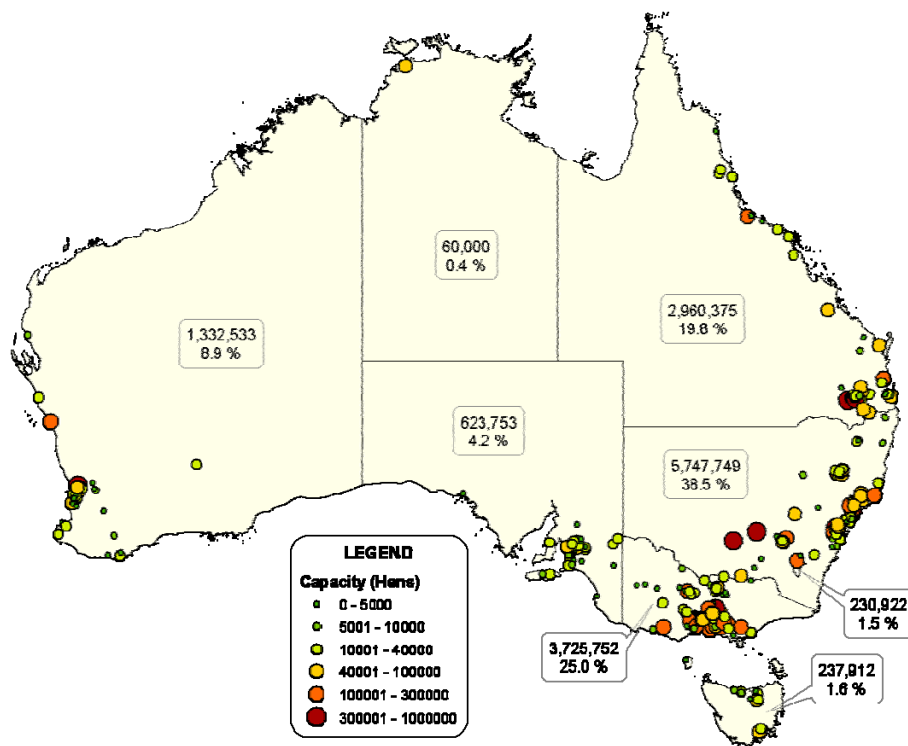 60,000
0.4 %
2,960,375
19.8 %
1,332,533
8.9 %
623,753
4.2 %
5,747,749
38.5 %
LEGEND
Capacity (Hens)
0 - 5000
5001 - 10000
10001 - 40000
40001 - 100000
100001 - 300000
300001 - 1000000
230,922
1.5 %
3,725,752
25.0 %
237,912
1.6 %